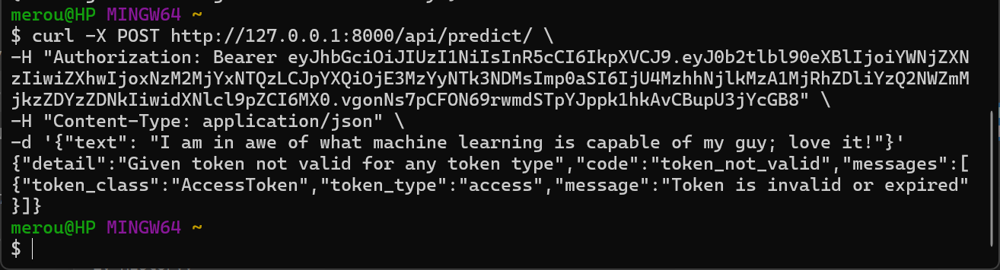 merou@HP MINGW64 ~
$ curl -X POST http://127.0.0.1:8000/api/predict/ \
-H "Authorization: Bearer eyJhbGciOiJIUzI1NiIsInR5cCI6IkpXVCJ9.eyJ0b2tlbl90eXBlIjoiYWNjZXN
zIiwiZXhwIjoxNzM2MjYxNTQzLCJpYXQiOjE3MzYyNTk3NDMsImp0aSI6IjU4MzhhNjlkMzA1MjRhZDliYzQ2NWZmM
jkzZDYzZDNkIiwidXNlcl9pZCI6MX0.vgonNs7pCFON69rwmdSTpYJppk1hkAvCBupU3jYcGB8" \
-H "Content-Type: application/json" \
-d '{"text": "I am in awe of what machine learning is capable of my guy; love it!"}'
{"detail":"Given token not valid for any token type","code":"token_not_valid","messages":[
{"token_class":"AccessToken","token_type":"access","message":"Token is invalid or expired"
}]}
merou@HP MINGW64 ~
$